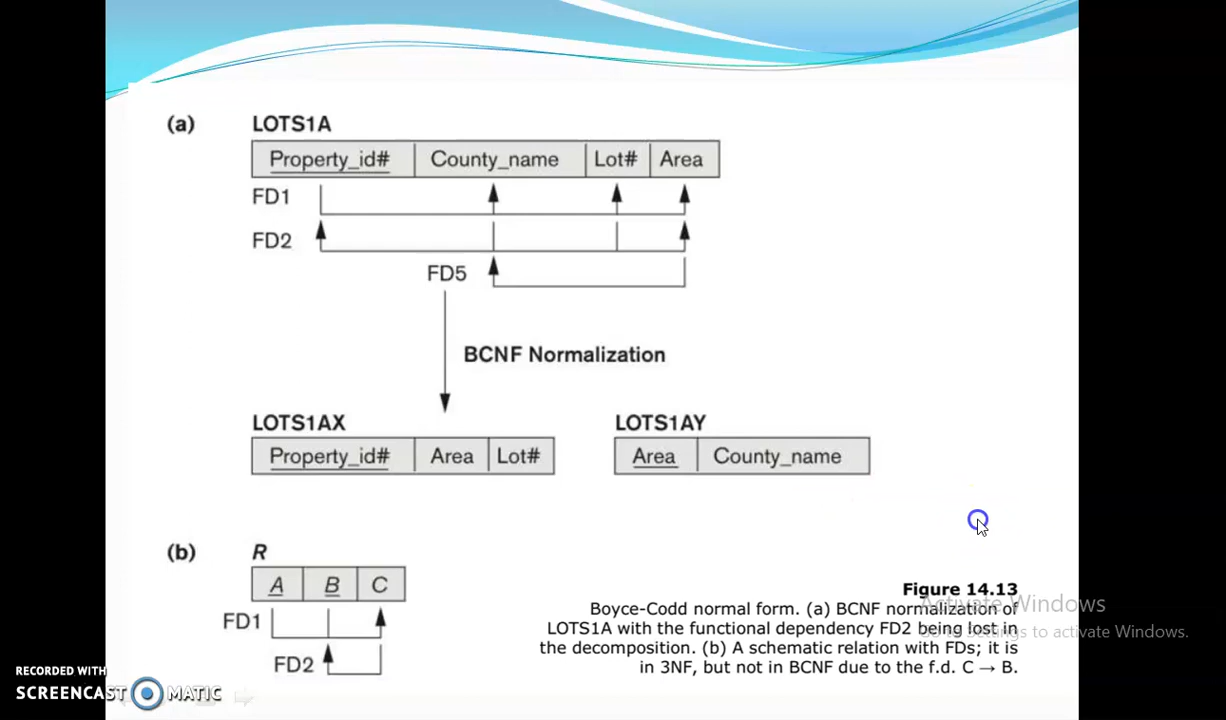 (a) LOTS1A
Property_id# County_name Lot# Area
FD1
FD2
FD5
BCNF Normalization
LOTS1AX LOTS1AY
Property_id# Area Lot# Area County_name
(b) R
A B C
FD1
FD2
Figure 14.13
Boyce-Codd normal form. (a) BCNF normalization of
LOTS1A with the functional dependency FD2 being lost in
the decomposition. (b) A schematic relation with FDs; it is
in 3NF, but not in BCNF due to the f.d. C → B.
Activate Windows
Go to Settings to activate Windows.
RECORDED WITH
SCREENCAST MATIC